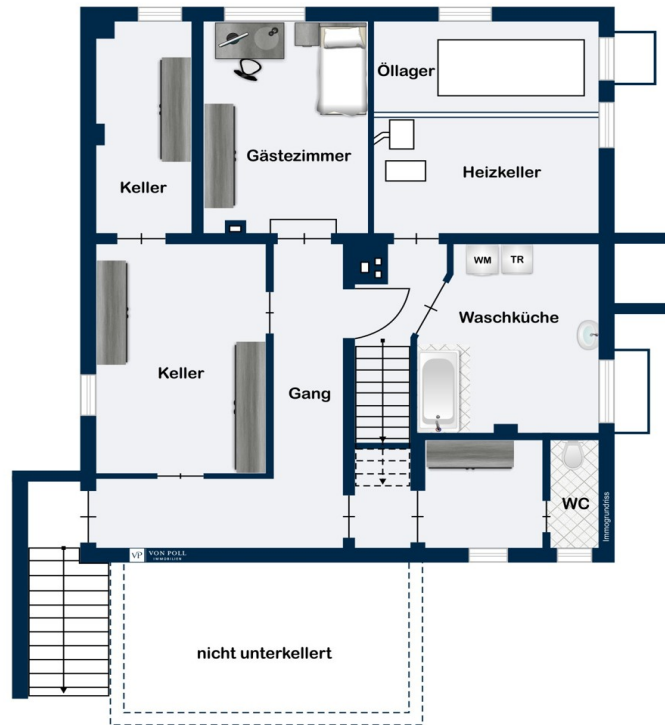 Öllager
Gästezimmer
Heizkeller
Keller
WM
TR
Waschküche
Keller
Gang
WC
Immogrundriss
VP
VON POLL
IMMOBILIEN
nicht unterkellert